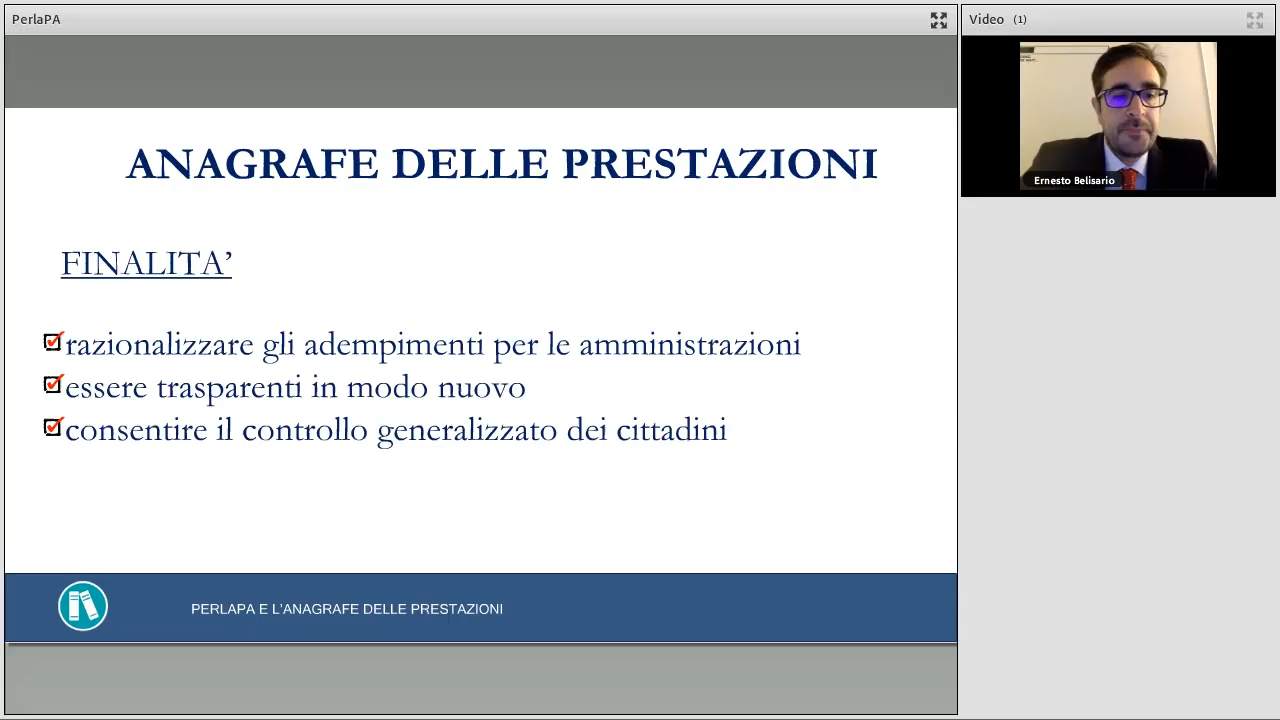 PerlaPA
Video (1)
Ernesto Belisario
ANAGRAFE DELLE PRESTAZIONI
FINALITA’
razionalizzare gli adempimenti per le amministrazioni
essere trasparenti in modo nuovo
consentire il controllo generalizzato dei cittadini
PERLAPA E L’ANAGRAFE DELLE PRESTAZIONI